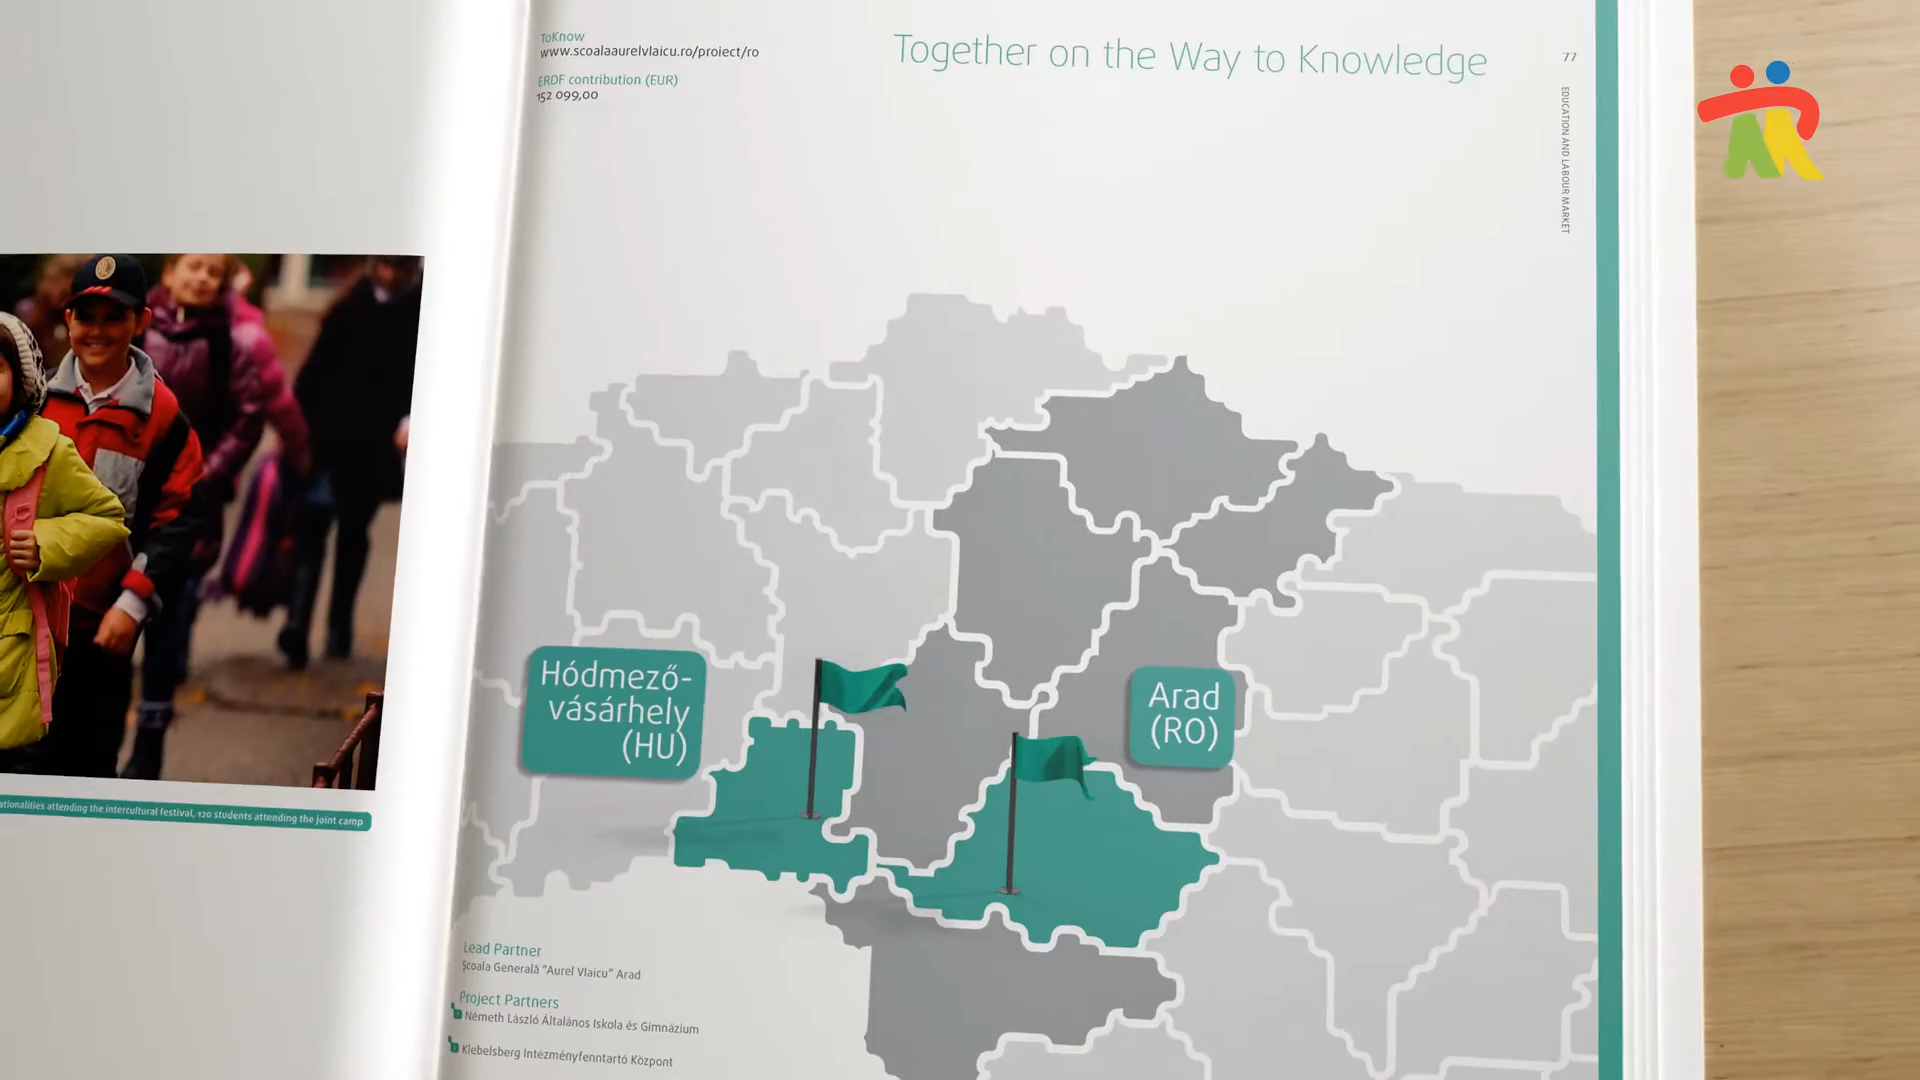 ToKnow
www.scoalaaurelvlaicu.ro/proiect/ro
ERDF contribution (EUR)
152 099,00
Together on the Way to Knowledge
77
EDUCATION AND LABOUR MARKET
Hódmező-
vásárhely
(HU)
Arad
(RO)
ationalities attending the intercultural festival, 120 students attending the joint camp
Lead Partner
Școala Generală "Aurel Vlaicu" Arad
Project Partners
Németh László Általános Iskola és Gimnázium
Klebelsberg Intézményfenntartó Központ